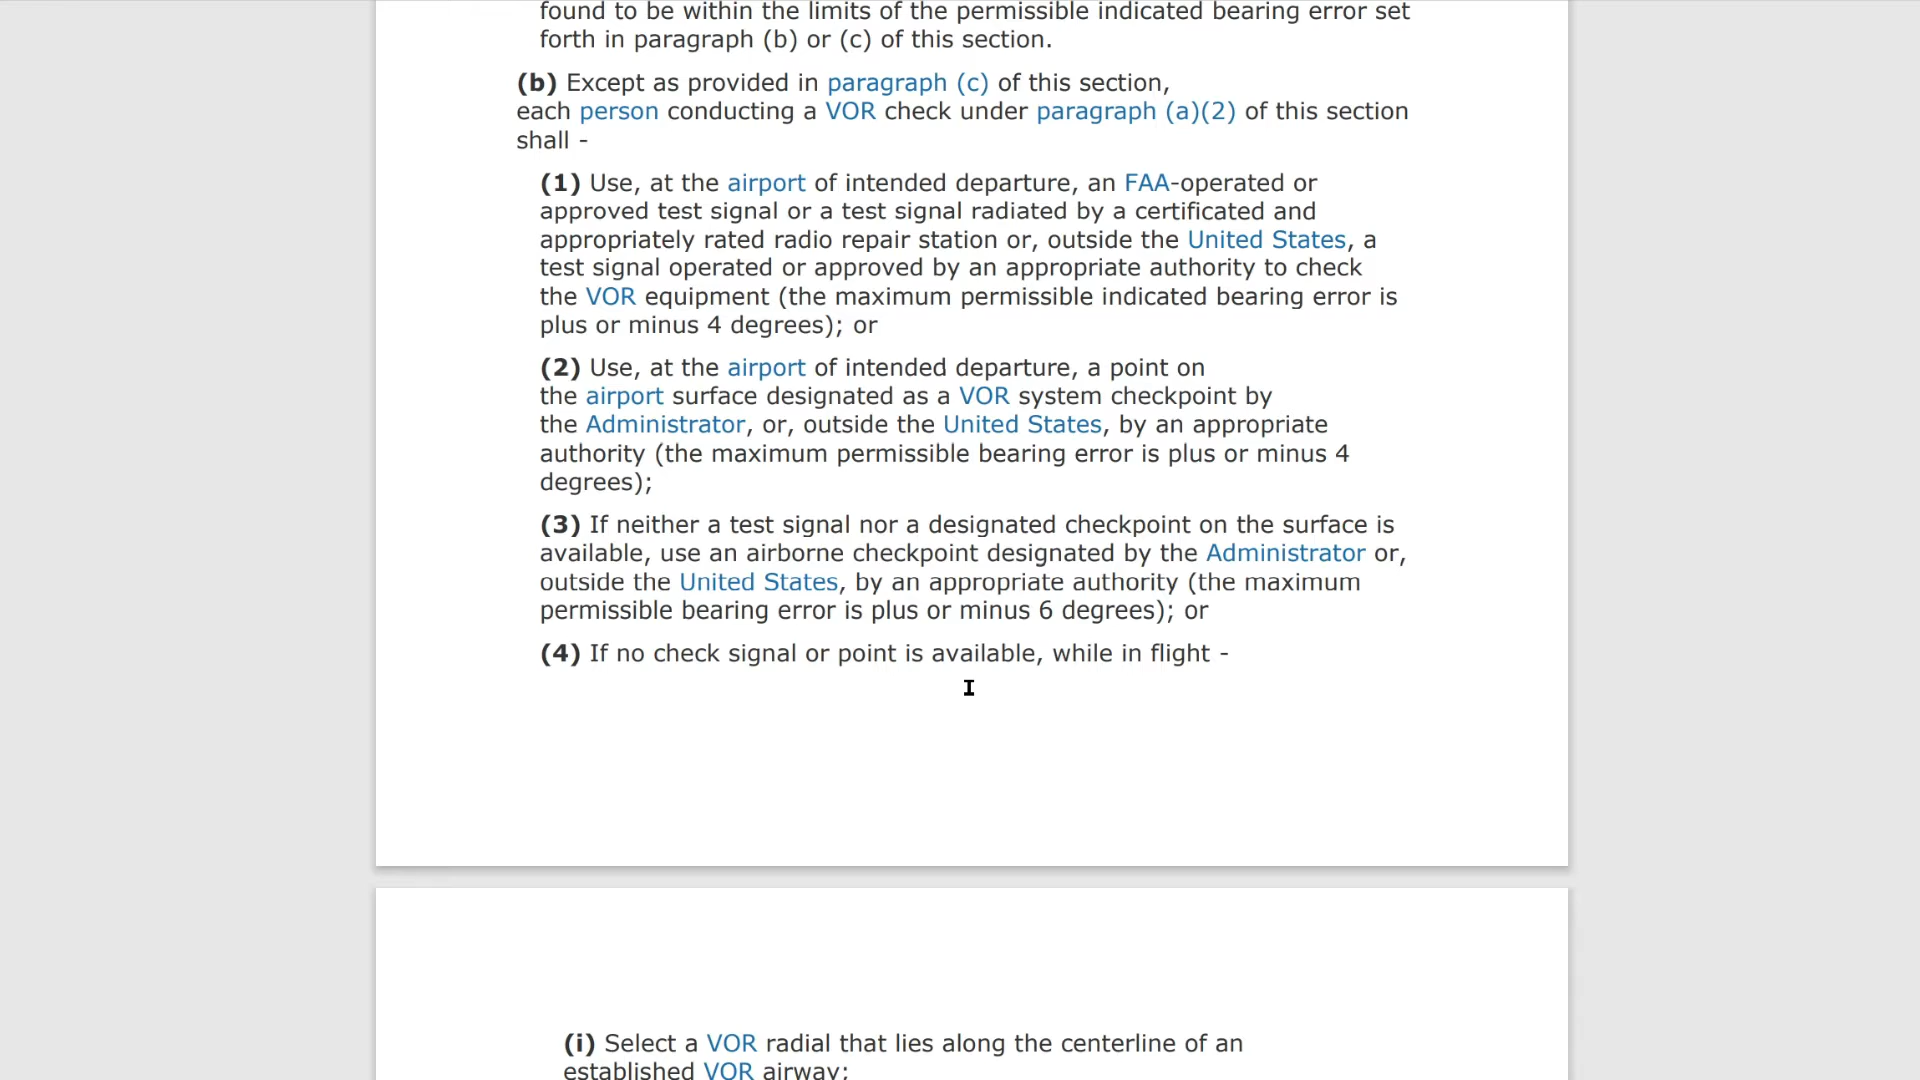 found to be within the limits of the permissible indicated bearing error set
forth in paragraph (b) or (c) of this section.
(b) Except as provided in paragraph (c) of this section,
each person conducting a VOR check under paragraph (a)(2) of this section
shall -
(1) Use, at the airport of intended departure, an FAA-operated or
approved test signal or a test signal radiated by a certificated and
appropriately rated radio repair station or, outside the United States, a
test signal operated or approved by an appropriate authority to check
the VOR equipment (the maximum permissible indicated bearing error is
plus or minus 4 degrees); or
(2) Use, at the airport of intended departure, a point on
the airport surface designated as a VOR system checkpoint by
the Administrator, or, outside the United States, by an appropriate
authority (the maximum permissible bearing error is plus or minus 4
degrees);
(3) If neither a test signal nor a designated checkpoint on the surface is
available, use an airborne checkpoint designated by the Administrator or,
outside the United States, by an appropriate authority (the maximum
permissible bearing error is plus or minus 6 degrees); or
(4) If no check signal or point is available, while in flight -
(i) Select a VOR radial that lies along the centerline of an
established VOR airway;